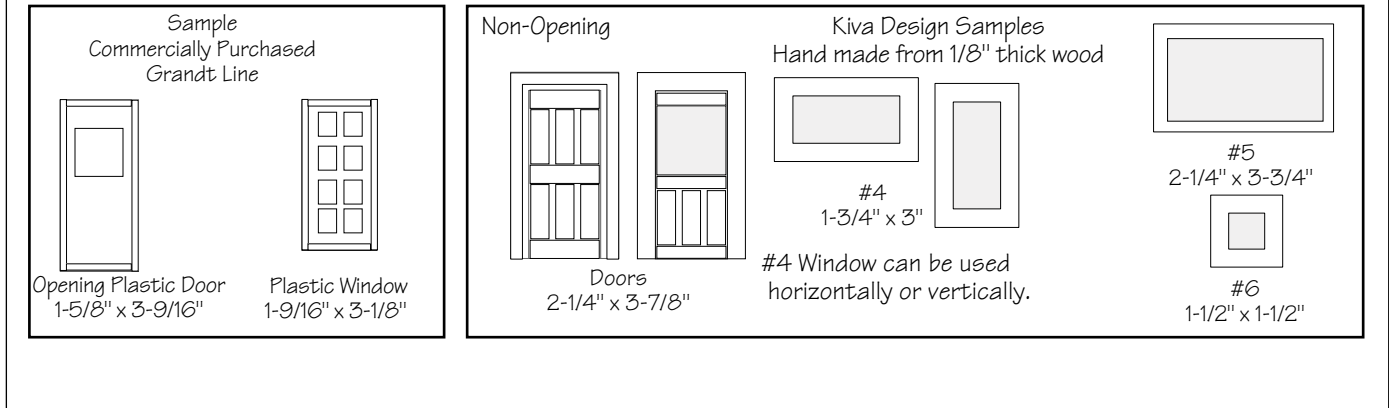 Sample
Commercially Purchased
Grandt Line
Opening Plastic Door
1-5/8" x 3-9/16"
Plastic Window
1-9/16" x 3-1/8"
Non-Opening
Kiva Design Samples
Hand made from 1/8" thick wood
Doors
2-1/4" x 3-7/8"
#4
1-3/4" x 3"
#4 Window can be used
horizontally or vertically.
#5
2-1/4" x 3-3/4"
#6
1-1/2" x 1-1/2"